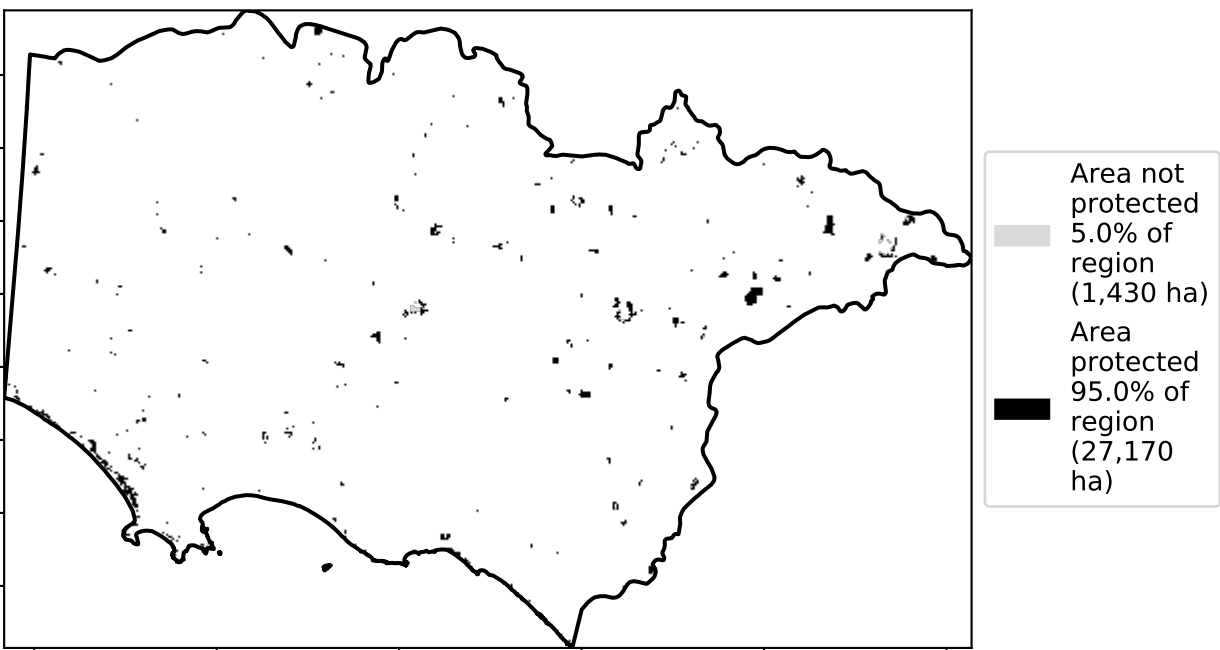 Area not
protected
5.0% of
region
(1,430 ha)
Area
protected
95.0% of
region
(27,170
ha)